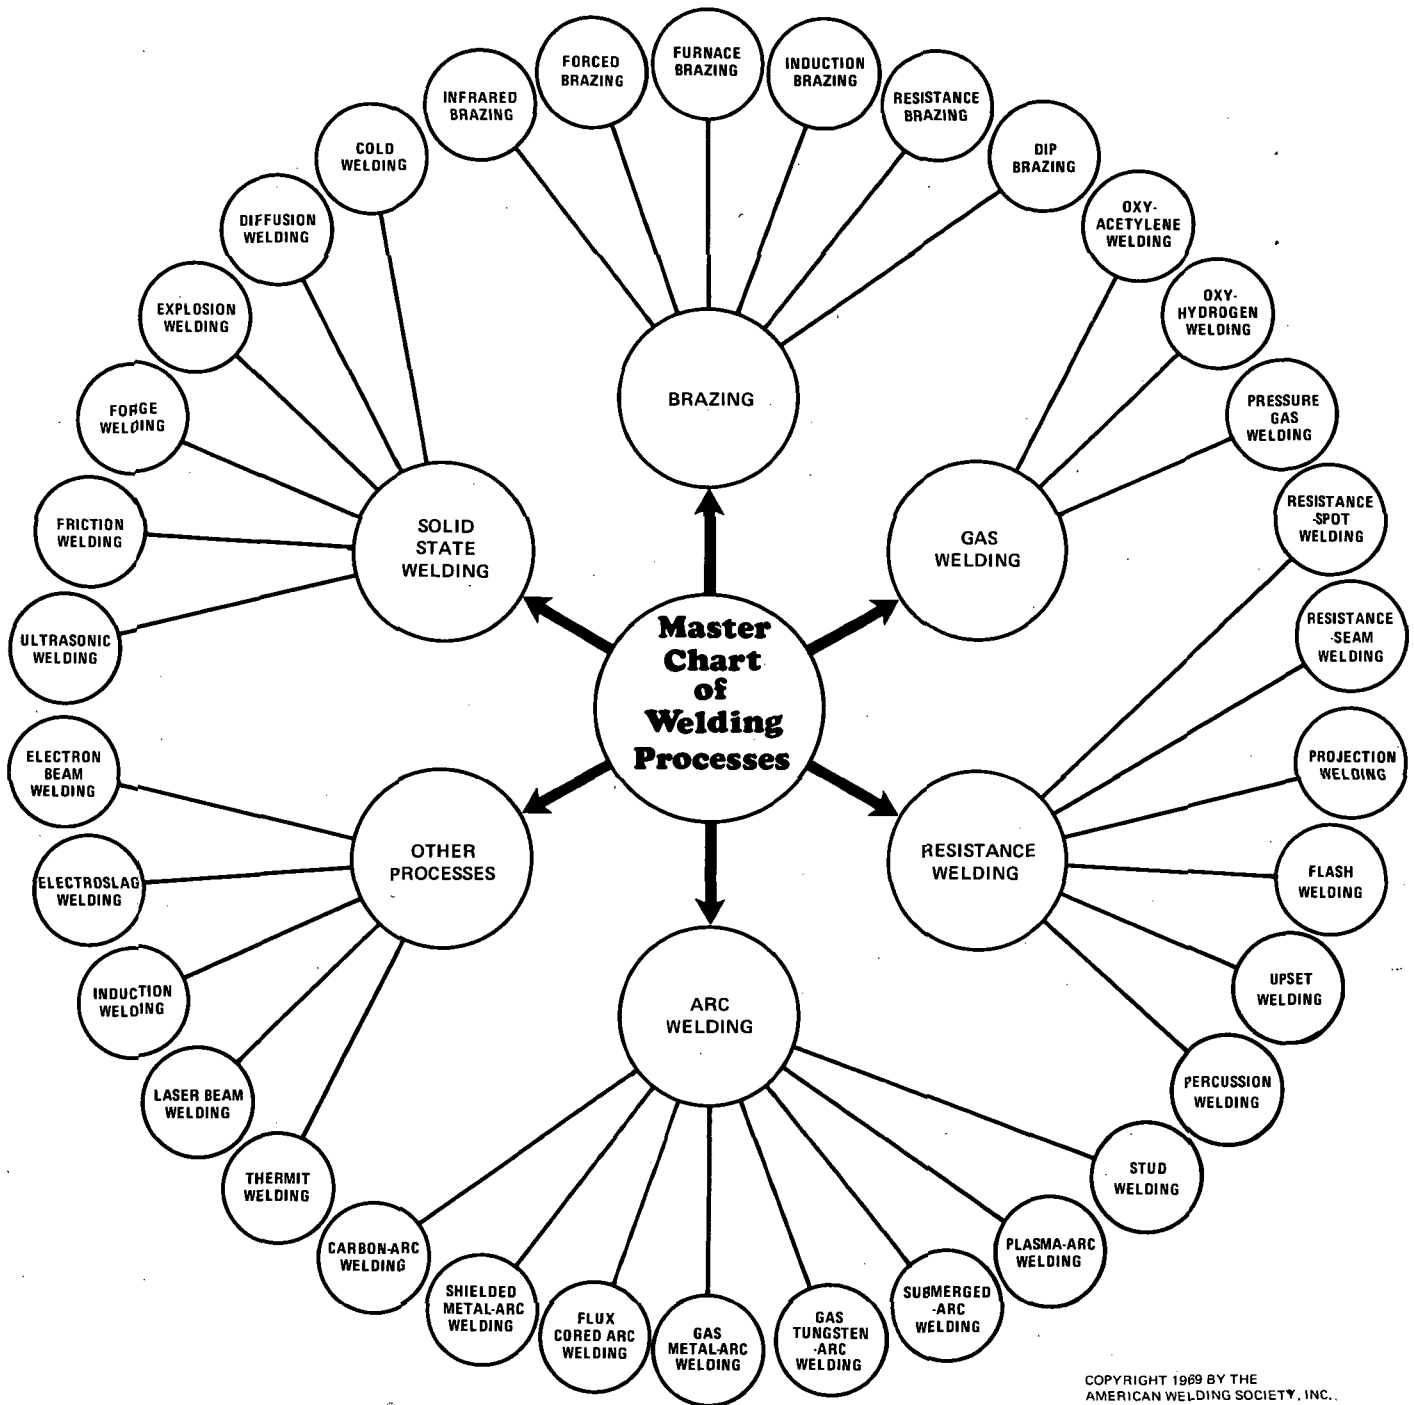 FURNACE
BRAZING
INDUCTION
BRAZING
RESISTANCE
BRAZING
DIP
BRAZING
OXY-
ACETYLENE
WELDING
OXY-
HYDROGEN
WELDING
PRESSURE
GAS
WELDING
RESISTANCE
-SPOT
WELDING
RESISTANCE
-SEAM
WELDING
PROJECTION
WELDING
FLASH
WELDING
UPSET
WELDING
PERCUSSION
WELDING
STUD
WELDING
PLASMA-ARC
WELDING
SUBMERGED
-ARC
WELDING
GAS
TUNGSTEN
-ARC
WELDING
GAS
METAL-ARC
WELDING
FLUX
CORED ARC
WELDING
SHIELDED
METAL-ARC
WELDING
CARBON-ARC
WELDING
THERMIT
WELDING
LASER BEAM
WELDING
INDUCTION
WELDING
ELECTROSLAG
WELDING
ELECTRON
BEAM
WELDING
ULTRASONIC
WELDING
FRICTION
WELDING
FORGE
WELDING
EXPLOSION
WELDING
DIFFUSION
WELDING
COLD
WELDING
INFRARED
BRAZING
FORCED
BRAZING
BRAZING
GAS
WELDING
RESISTANCE
WELDING
ARC
WELDING
OTHER
PROCESSES
SOLID
STATE
WELDING
Master
Chart
of
Welding
Processes
COPYRIGHT 1969 BY THE
AMERICAN WELDING SOCIETY, INC.